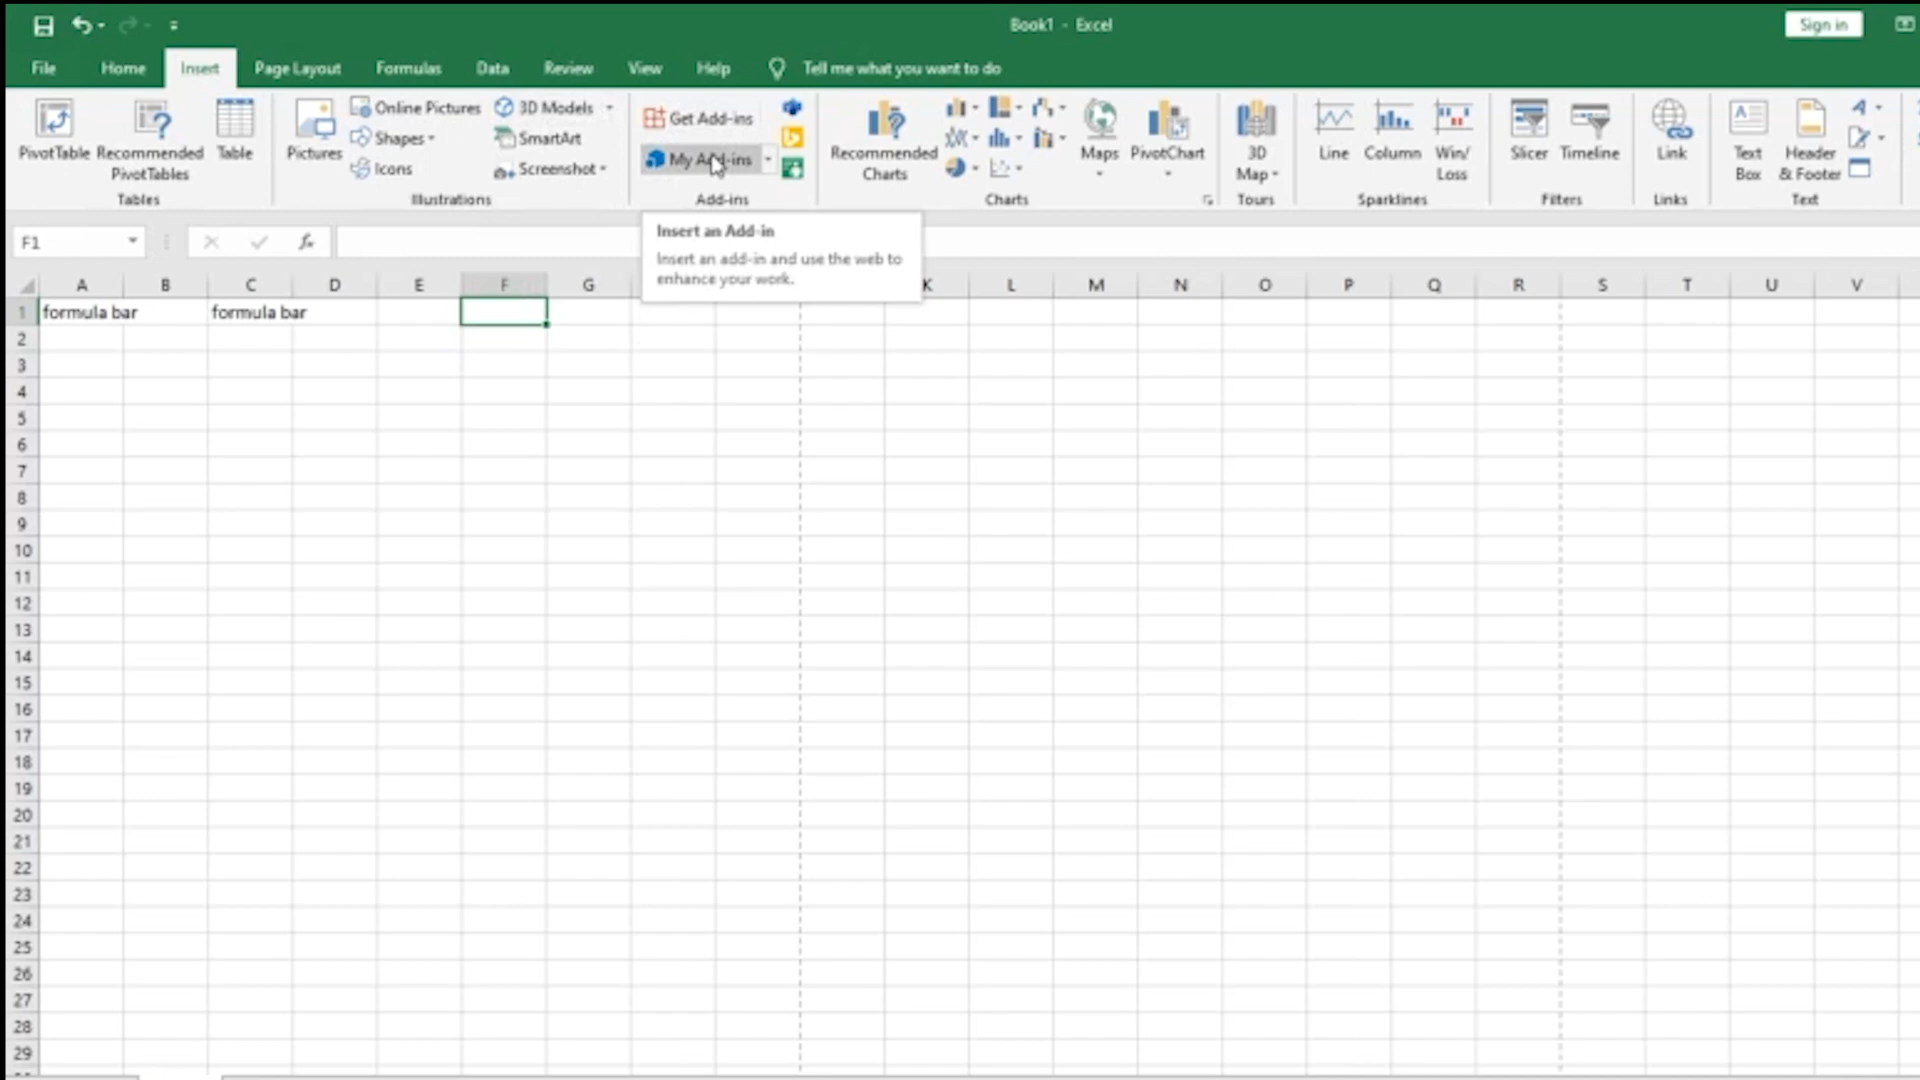 Book1 - Excel
Sign in
File Home Insert Page Layout Formulas Data Review View Help Tell me what you want to do
PivotTable
Recommended
PivotTables
Table
Tables
Pictures
Online Pictures
Shapes
Icons
3D Models
SmartArt
Screenshot
Illustrations
Get Add-ins
My Add-ins
Add-ins
Recommended
Charts
Maps
PivotChart
Charts
3D
Map
Tours
Line
Column
Win/
Loss
Sparklines
Slicer
Timeline
Filters
Link
Links
Text
Box
Header
& Footer
Text
F1
fx
Insert an Add-in
Insert an add-in and use the web to
enhance your work.
A B C D E F G K L M N O P Q R S T U V
1 formula bar formula bar
2
3
4
5
6
7
8
9
10
11
12
13
14
15
16
17
18
19
20
21
22
23
24
25
26
27
28
29